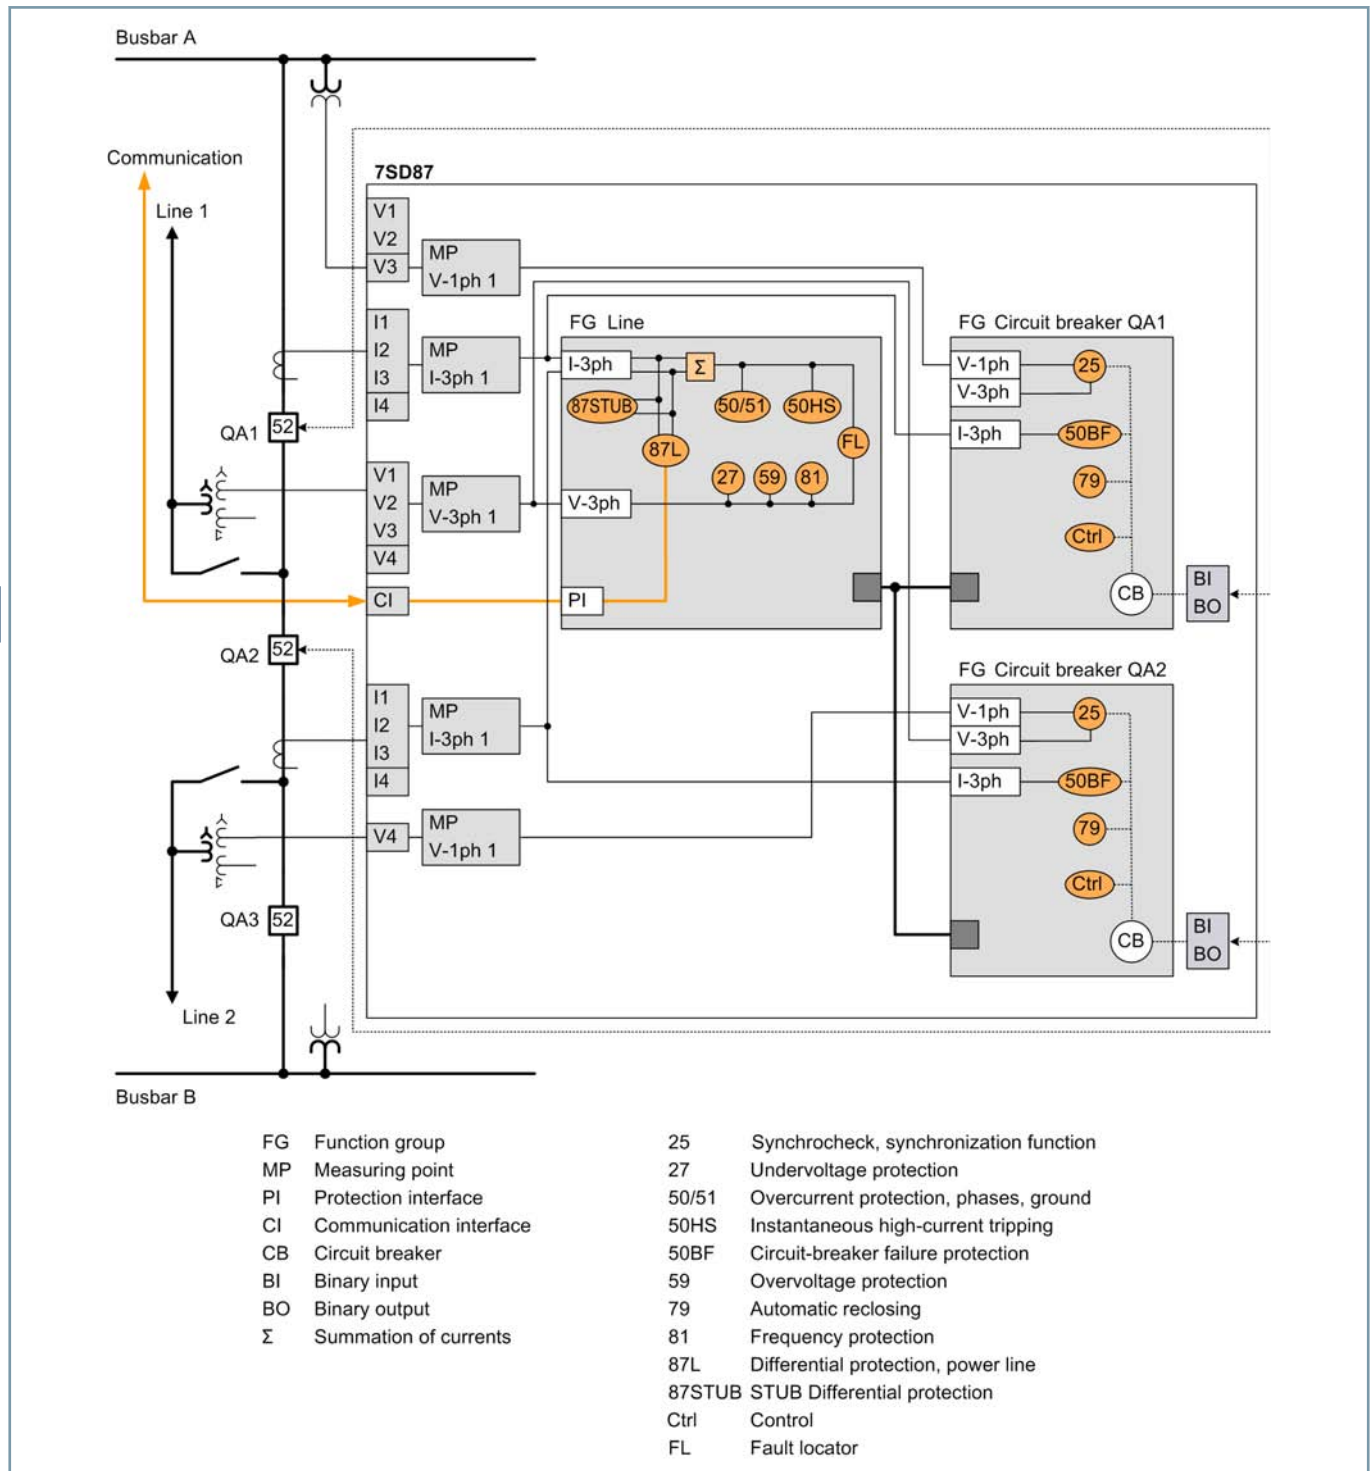 Busbar A
Communication
Line 1
7SD87
V1
V2
V3
MP
V-1ph 1
I1
I2
I3
I4
MP
I-3ph 1
QA1
52
V1
V2
V3
V4
MP
V-3ph 1
CI
FG Line
I-3ph
Σ
87STUB
50/51
50HS
87L
FL
27
59
81
V-3ph
PI
FG Circuit breaker QA1
V-1ph
25
V-3ph
I-3ph
50BF
79
Ctrl
CB
BI
BO
QA2
52
I1
I2
I3
I4
MP
I-3ph 1
V4
MP
V-1ph 1
FG Circuit breaker QA2
V-1ph
25
V-3ph
I-3ph
50BF
79
Ctrl
CB
BI
BO
QA3
52
Line 2
Busbar B
FG Function group
MP Measuring point
PI Protection interface
CI Communication interface
CB Circuit breaker
BI Binary input
BO Binary output
Σ Summation of currents
25 Synchrocheck, synchronization function
27 Undervoltage protection
50/51 Overcurrent protection, phases, ground
50HS Instantaneous high-current tripping
50BF Circuit-breaker failure protection
59 Overvoltage protection
79 Automatic reclosing
81 Frequency protection
87L Differential protection, power line
87STUB STUB Differential protection
Ctrl Control
FL Fault locator